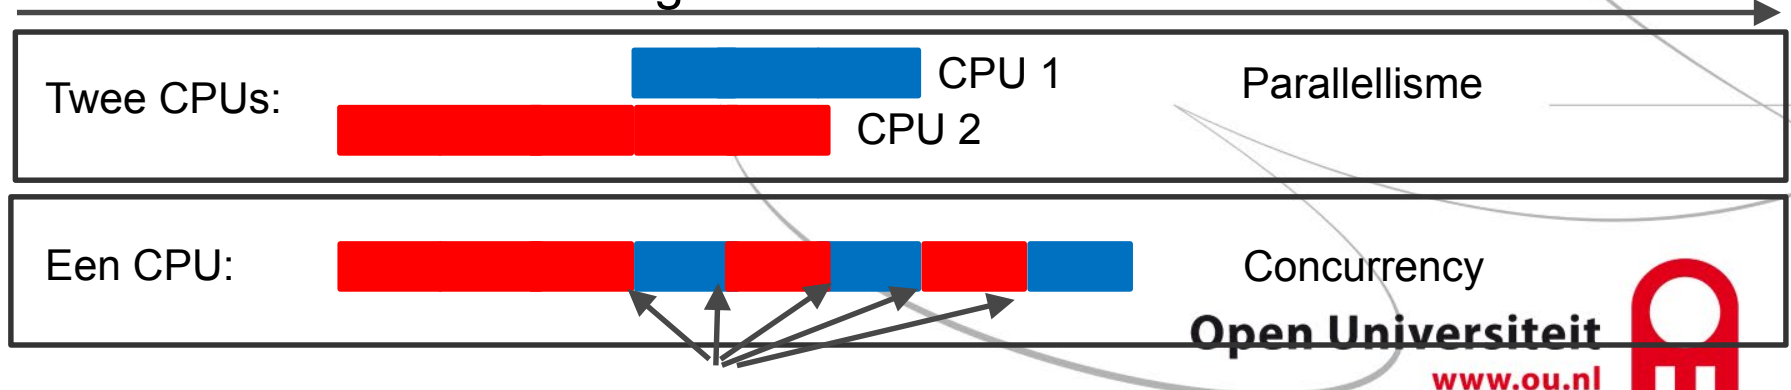 CPU 1
Twee CPUs:
Parallellisme
CPU 2
Een CPU:
Concurrency
Open Universiteit
www.ou.nl